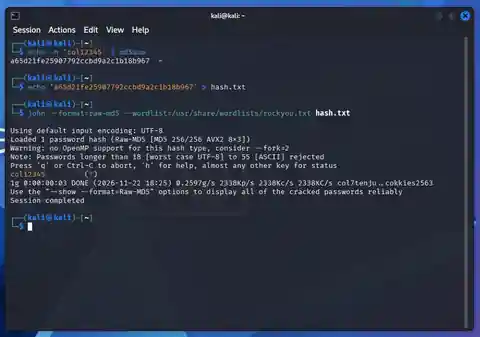 kali@kali: ~
Session Actions Edit View Help
(kali㉿kali)-[~]
$ echo -n 'col12345' |
a65d21fe25907792ccbd9a2c1b18b967 -
(kali㉿kali)-[~]
$ echo 'a65d21fe25907792ccbd9a2c1b18b967' > hash.txt
(kali㉿kali)-[~]
$ john --format=raw-md5 --wordlist=/usr/share/wordlists/rockyou.txt hash.txt
Using default input encoding: UTF-8
Loaded 1 password hash (Raw-MD5 [MD5 256/256 AVX2 8×3])
Warning: no OpenMP support for this hash type, consider --fork=2
Note: Passwords longer than 18 [worst case UTF-8] to 55 [ASCII] rejected
Press 'q' or Ctrl-C to abort, 'h' for help, almost any other key for status
col12345 (?)
1g 0:00:00:03 DONE (2026-11-22 18:25) 0.2597g/s 2338Kp/s 2338Kc/s 2338KC/s col7tenju..cokkies2563
Use the "--show --format=Raw-MD5" options to display all of the cracked passwords reliably
Session completed
(kali㉿kali)-[~]
$